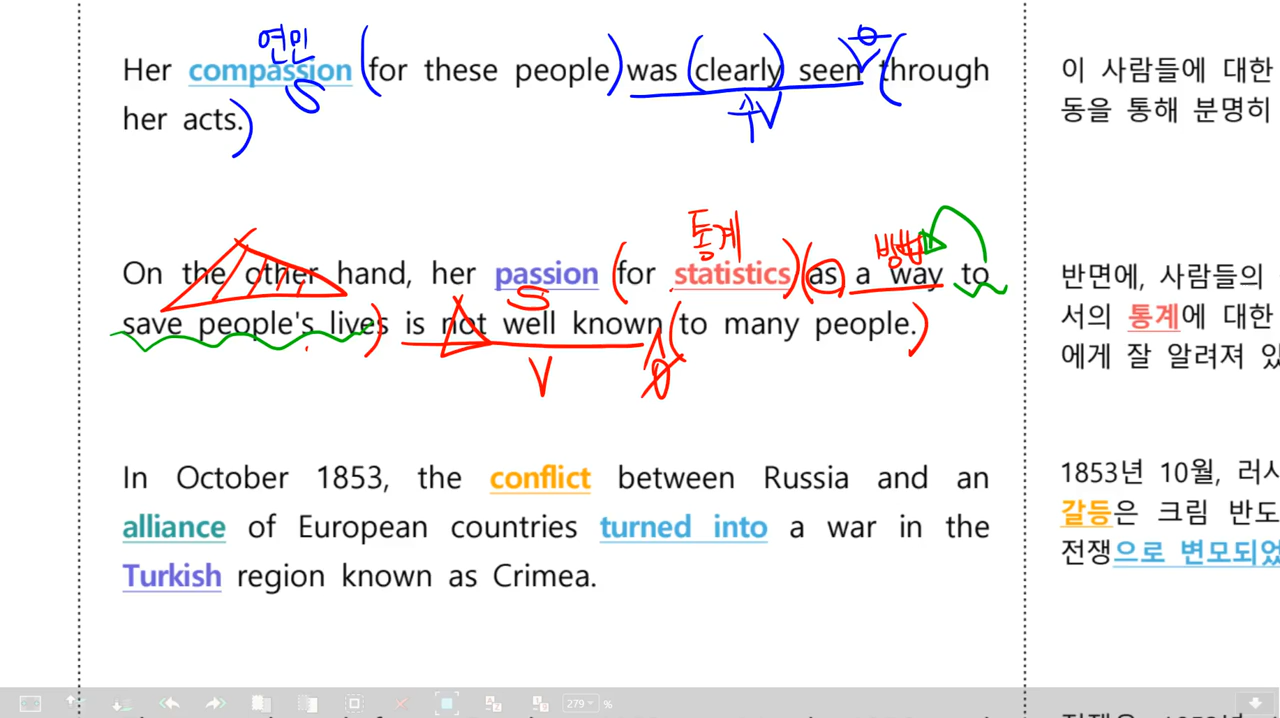 연민
Her compassion for these people was clearly seen through
her acts.
S
수V
이 사람들에 대한
동을 통해 분명히
통계
방법
On the other hand, her passion for statistics as a way to
save people's lives is not well known to many people.
S
V
반면에, 사람들의
서의 통계에 대한
에게 잘 알려져 있
In October 1853, the conflict between Russia and an
alliance of European countries turned into a war in the
Turkish region known as Crimea.
1853년 10월, 러시
갈등은 크림 반도
전쟁으로 변모되었
279 %